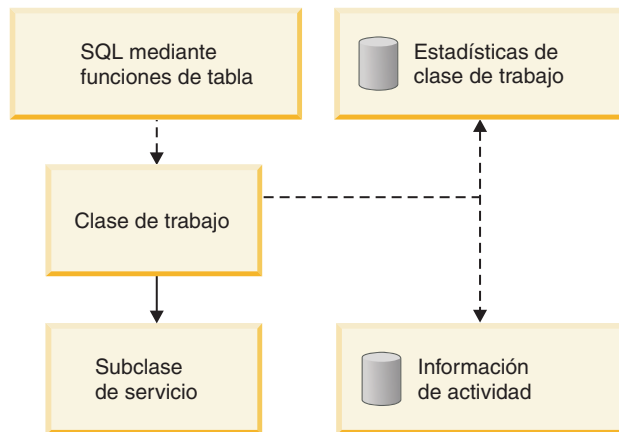 SQL mediante
funciones de tabla
Estadísticas de
clase de trabajo
Clase de trabajo
Subclase
de servicio
Información
de actividad